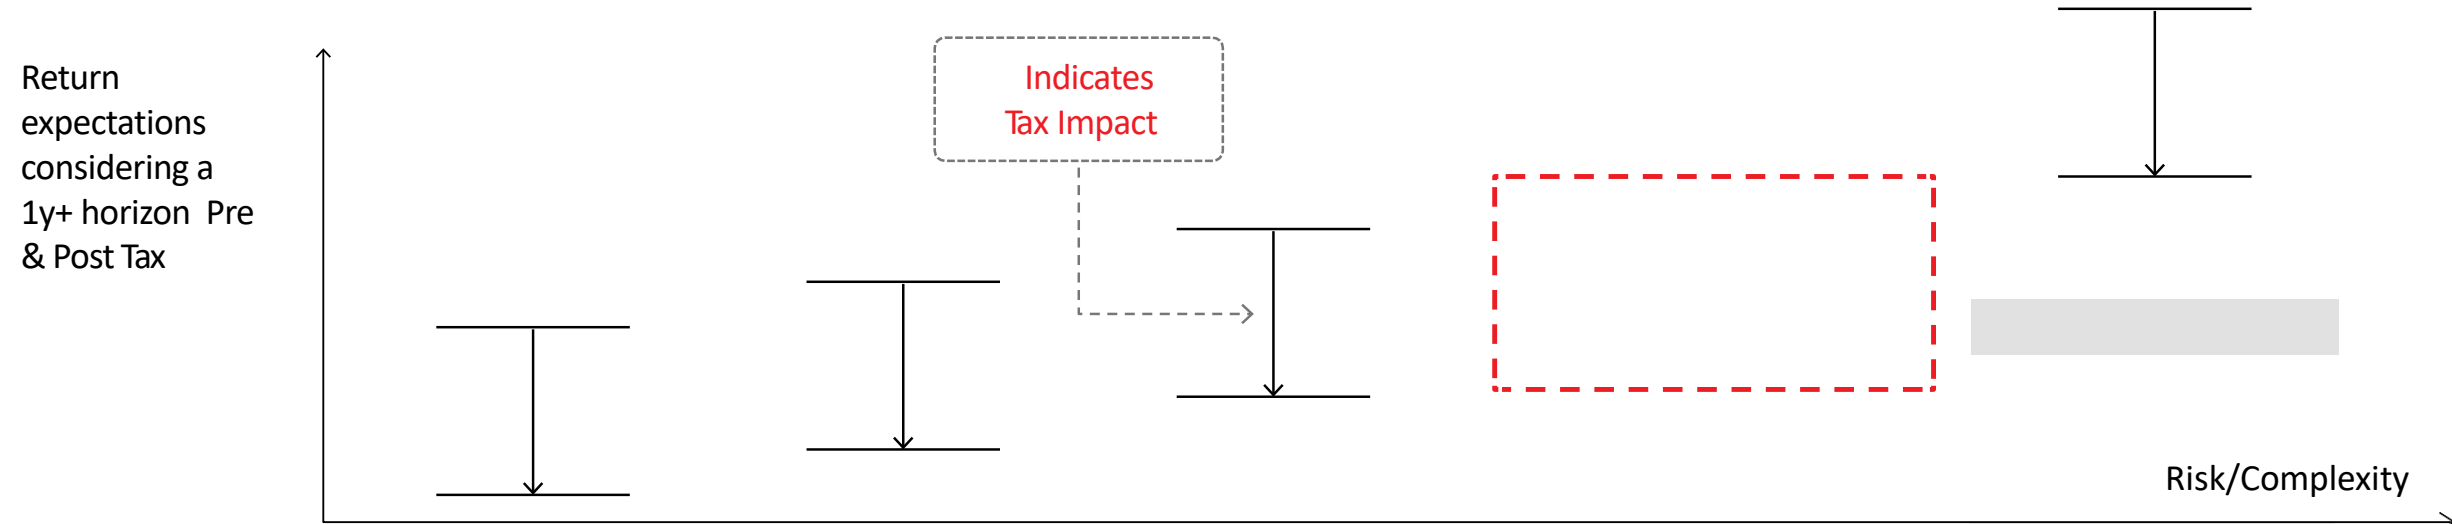 Return
expectations
considering a
1y+ horizon  Pre
& Post Tax
Indicates
Tax Impact
Risk/Complexity